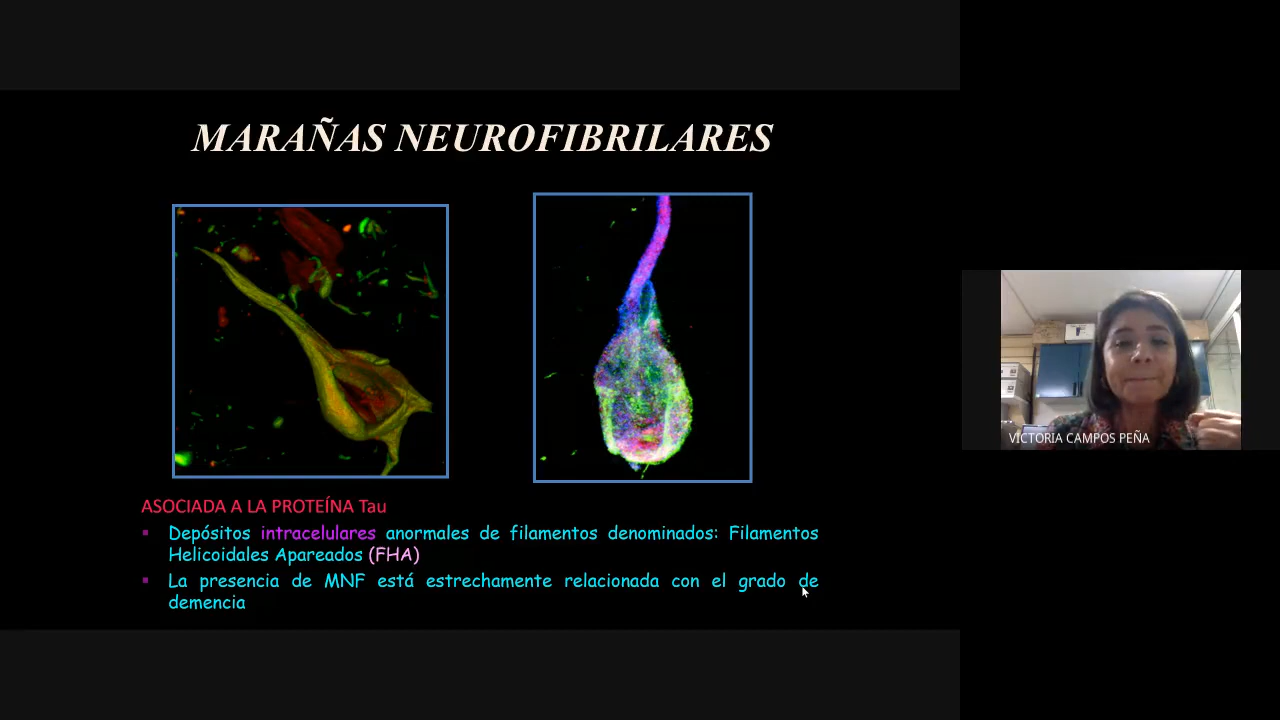 MARAÑAS NEUROFIBRILARES
ASOCIADA A LA PROTEÍNA Tau
▪ Depósitos intracelulares anormales de filamentos denominados: Filamentos
Helicoidales Apareados (FHA)
▪ La presencia de MNF está estrechamente relacionada con el grado de
demencia
VICTORIA CAMPOS PEÑA